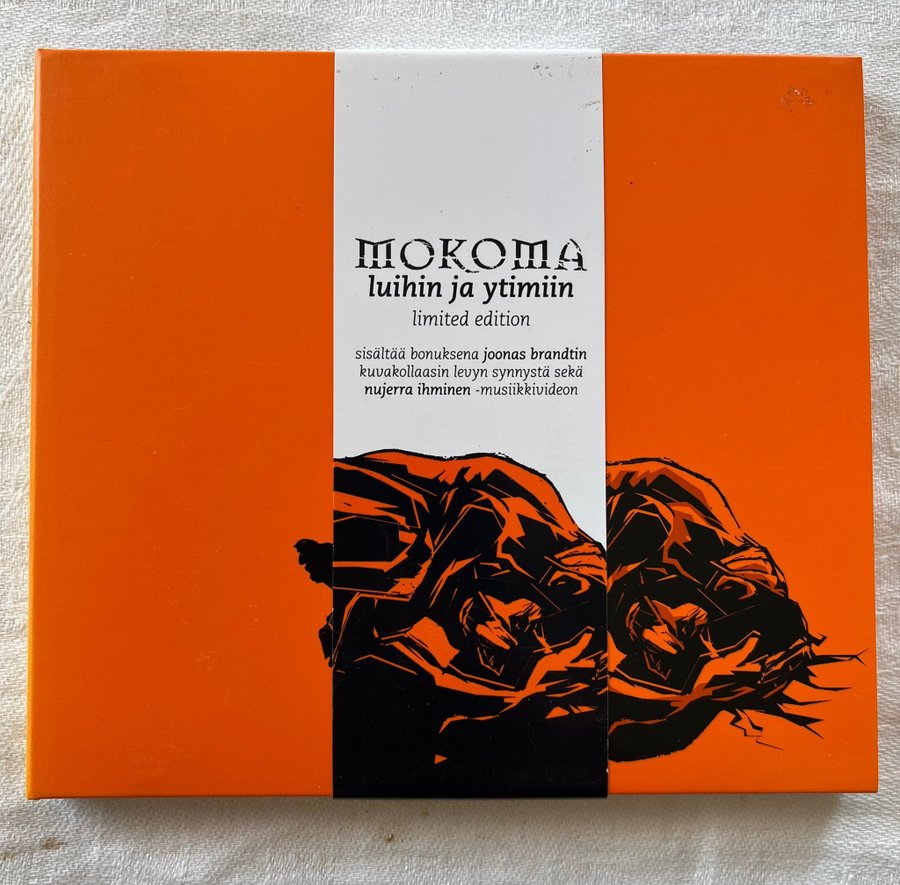 MOKOMA
luihin ja ytimiin
limited edition
sisältää bonuksena joonas brandtin
kuvakollaasin levyn synnystä sekä
nujerra ihminen -musiikkivideon